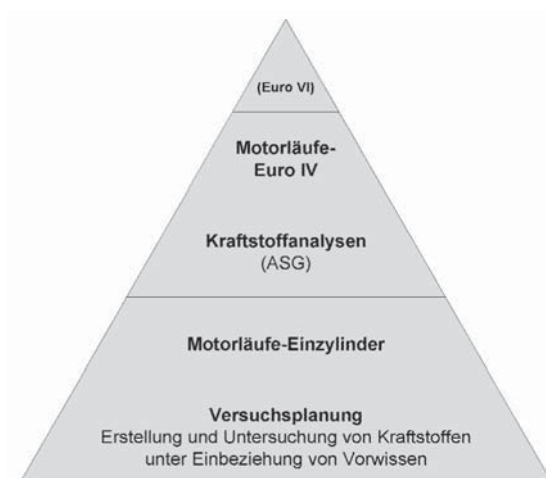 (Euro VI)
Motorläufe-
Euro IV
Kraftstoffanalysen
(ASG)
Motorläufe-Einzylinder
Versuchsplanung
Erstellung und Untersuchung von Kraftstoffen
unter Einbeziehung von Vorwissen